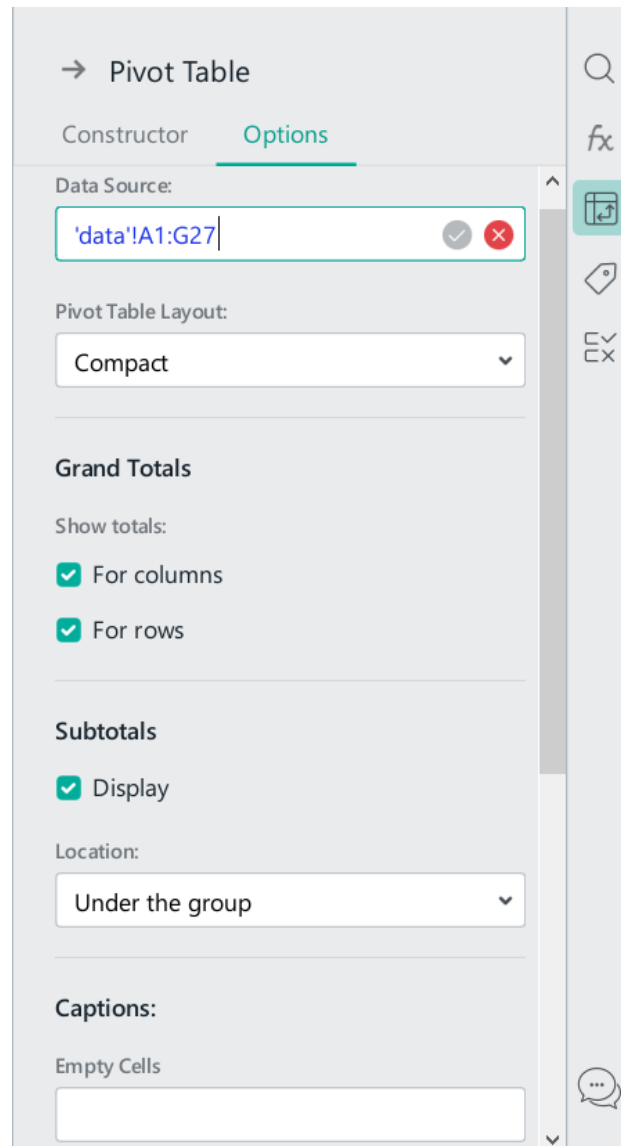 Pivot Table
Constructor Options
Data Source:
'data'!A1:G27
Pivot Table Layout:
Compact
Grand Totals
Show totals:
For columns
For rows
Subtotals
Display
Location:
Under the group
Captions:
Empty Cells
fx